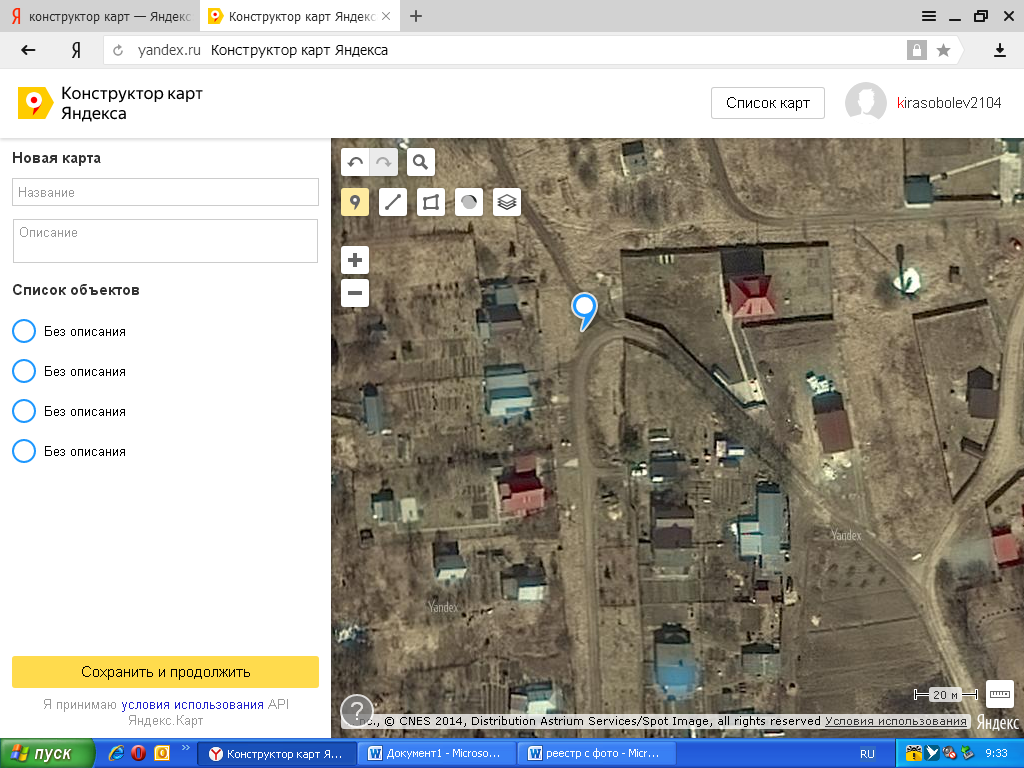 конструктор карт — Яндекс
Конструктор карт Яндекс
yandex.ru Конструктор карт Яндекса
Конструктор карт
Яндекса
Список карт
kirasobolev2104
Новая карта
Название
Описание
Список объектов
Без описания
Без описания
Без описания
Без описания
Сохранить и продолжить
Я принимаю условия использования API
Яндекс.Карт
Yandex
Yandex
20 м
?
© CNES 2014, Distribution Astrium Services/Spot Image, all rights reserved Условия использования
Яндекс
пуск
Конструктор карт Я...
Документ1 - Microso...
реестр с фото - Micr...
RU
9:33